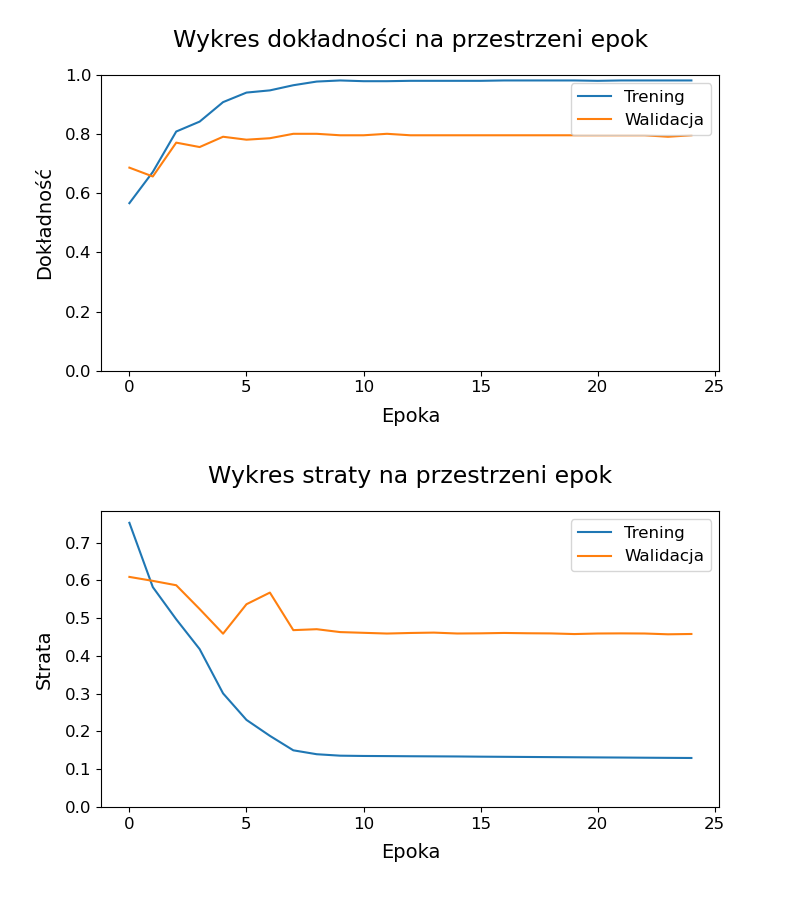 Wykres dokładności na przestrzeni epok
1.0
0.8
0.6
0.4
0.2
0.0
Dokładność
Trening
Walidacja
0 5 10 15 20 25
Epoka
Wykres straty na przestrzeni epok
0.7
0.6
0.5
0.4
0.3
0.2
0.1
0.0
Strata
Trening
Walidacja
0 5 10 15 20 25
Epoka